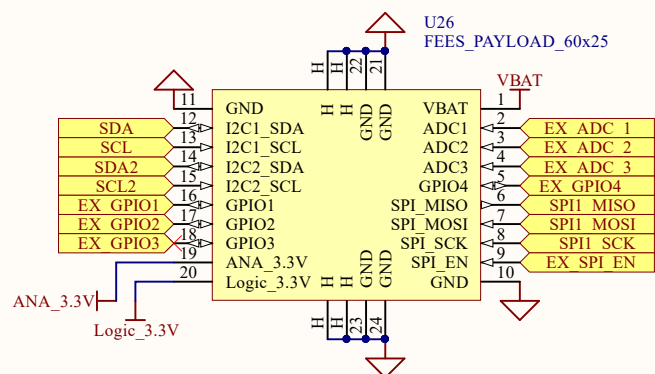 U26
FEES_PAYLOAD_60x25
H
H
22
21
VBAT
11
GND
H
H
GND
GND
VBAT
1
SDA
12
I2C1_SDA
ADC1
2
EX_ADC_1
SCL
13
I2C1_SCL
ADC2
3
EX_ADC_2
SDA2
14
I2C2_SDA
ADC3
4
EX_ADC_3
SCL2
15
I2C2_SCL
GPIO4
5
EX_GPIO4
EX_GPIO1
16
GPIO1
SPI_MISO
6
SPI1_MISO
EX_GPIO2
17
GPIO2
SPI_MOSI
7
SPI1_MOSI
EX_GPIO3
18
GPIO3
SPI_SCK
8
SPI1_SCK
19
ANA_3.3V
SPI_EN
9
EX_SPI_EN
20
Logic_3.3V
H
H
GND
GND
GND
10
ANA_3.3V
Logic_3.3V
H
H
23
24